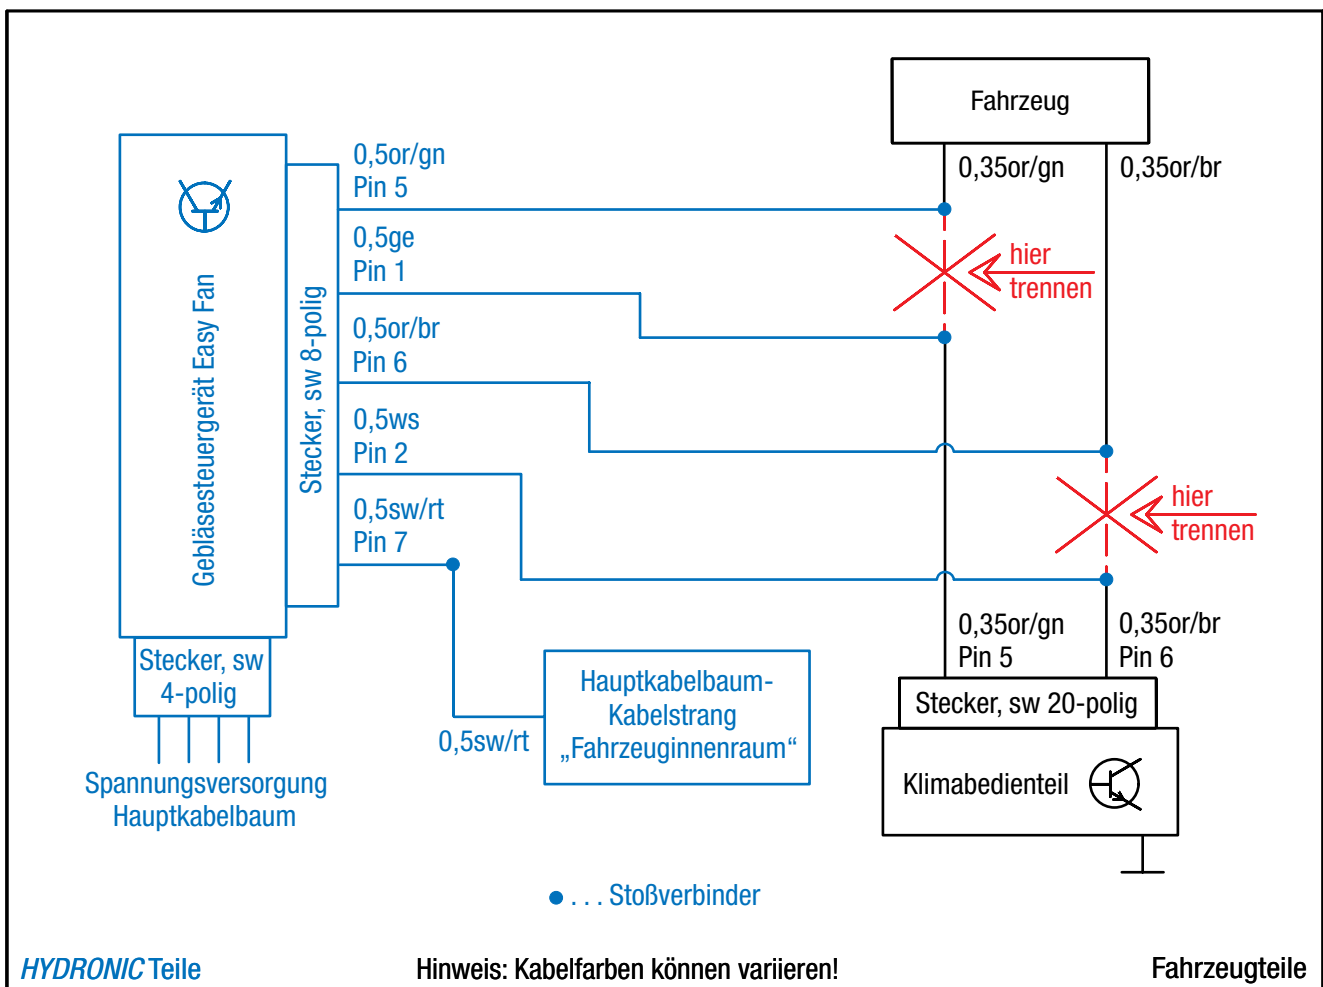 Fahrzeug
0,35or/gn
0,35or/br
hier
trennen
hier
trennen
0,5or/gn
Pin 5
0,5ge
Pin 1
0,5or/br
Pin 6
0,5ws
Pin 2
0,5sw/rt
Pin 7
Gebläsesteuergerät Easy Fan
Stecker, sw 8-polig
Stecker, sw
4-polig
Spannungsversorgung
Hauptkabelbaum
0,5sw/rt
Hauptkabelbaum-
Kabelstrang
„Fahrzeuginnenraum“
0,35or/gn
Pin 5
0,35or/br
Pin 6
Stecker, sw 20-polig
Klimabedienteil
. . . Stoßverbinder
HYDRONIC Teile
Hinweis: Kabelfarben können variieren!
Fahrzeugteile